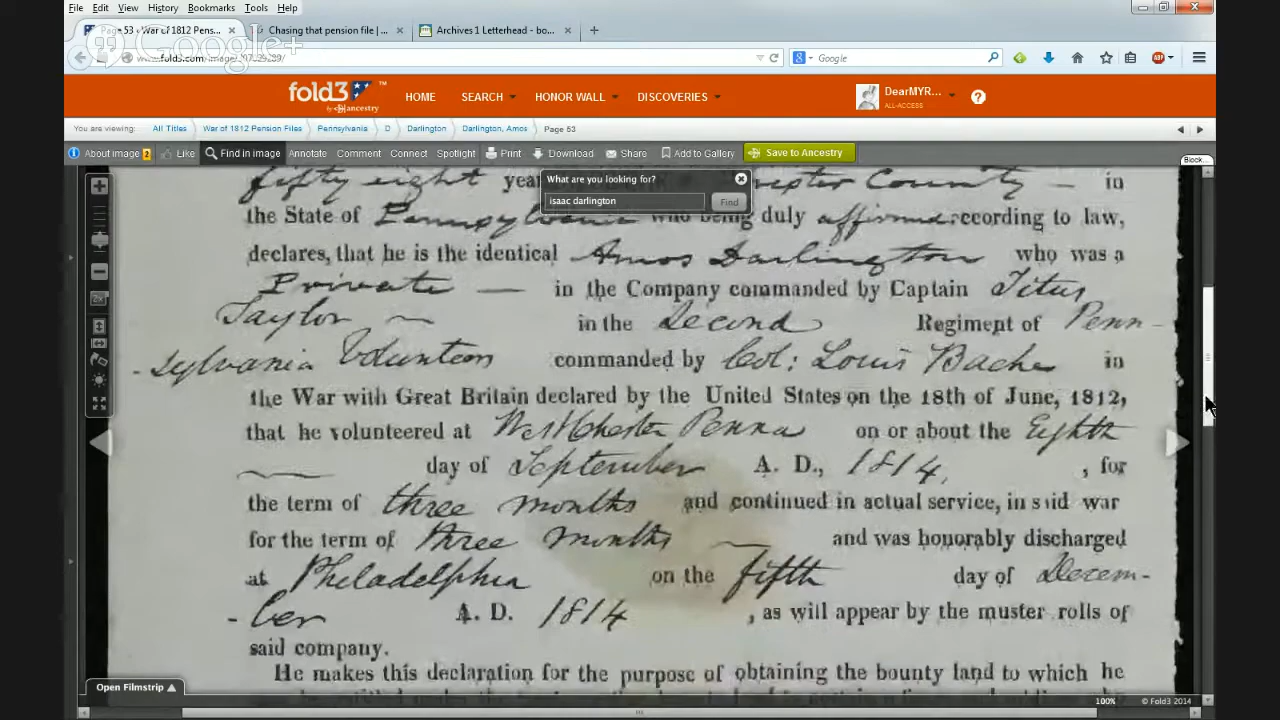 File Edit View History Bookmarks Tools Help
Page 53 - War of 1812 Pens... Chasing that pension file | ... Archives 1 Letterhead - bo...
Google+
www.fold3.com/image/ Google
fold3 by ancestry HOME SEARCH HONOR WALL DISCOVERIES DearMYR... ALL-ACCESS
You are viewing: All Titles War of 1812 Pension Files Pennsylvania D Darlington Darlington, Amos Page 53
About image 2 Like Find in image Annotate Comment Connect Spotlight Print Download Share Add to Gallery Save to Ancestry
Block...
What are you looking for?
isaac darlington Find
fifty eight in
the State of Pennsylvania who being duly affirmed according to law,
declares, that he is the identical Amos Darlington who was a
Private — in the Company commanded by Captain Titus
Taylor in the Second Regiment of Penn-
-sylvania Volunteers commanded by Col: Louis Bache in
the War with Great Britain declared by the United States on the 18th of June, 1812,
that he volunteered at West Chester Penna on or about the Eighth
day of September A. D., 1814, , for
the term of three months and continued in actual service, in said war
for the term of three months and was honorably discharged
at Philadelphia on the fifth day of Decem-
-ber A. D. 1814 , as will appear by the muster rolls of
said company.
He makes this declaration for the purpose of obtaining the bounty land to which he
Open Filmstrip 100% © Fold3 2014